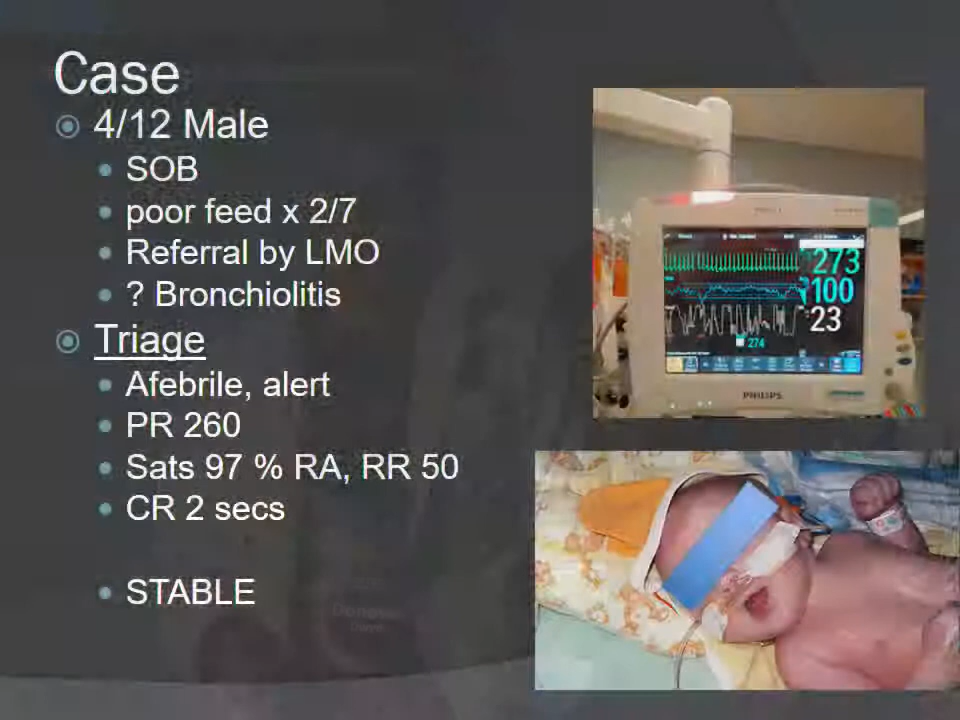 Case
4/12 Male
SOB
poor feed x 2/7
Referral by LMO
? Bronchiolitis
Triage
Afebrile, alert
PR 260
Sats 97 % RA, RR 50
CR 2 secs
STABLE
273
100
23
274
PHILIPS